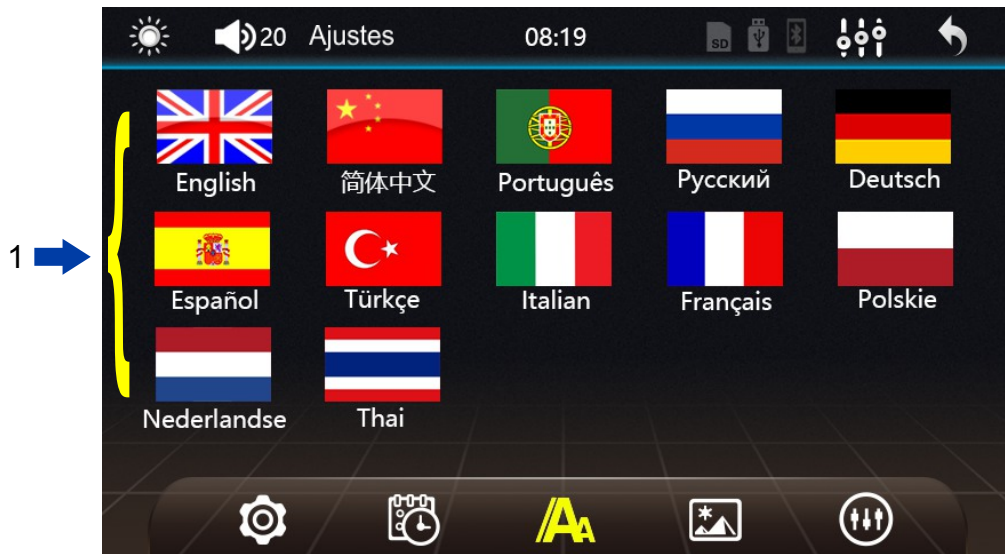 20 Ajustes 08:19 SD
English 简体中文 Português Русский Deutsch
1
Español Türkçe Italian Français Polskie
Nederlandse Thai
AA